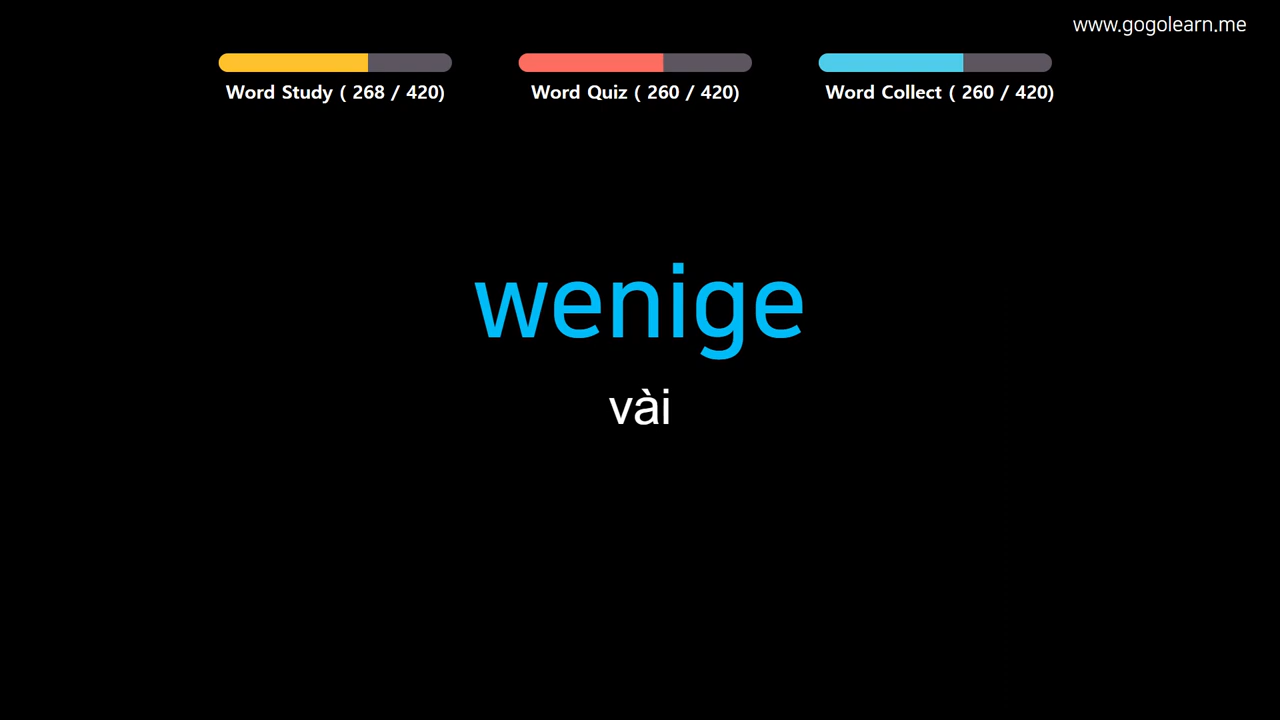 www.gogolearn.me
Word Study ( 268 / 420)
Word Quiz ( 260 / 420)
Word Collect ( 260 / 420)
wenige
vài